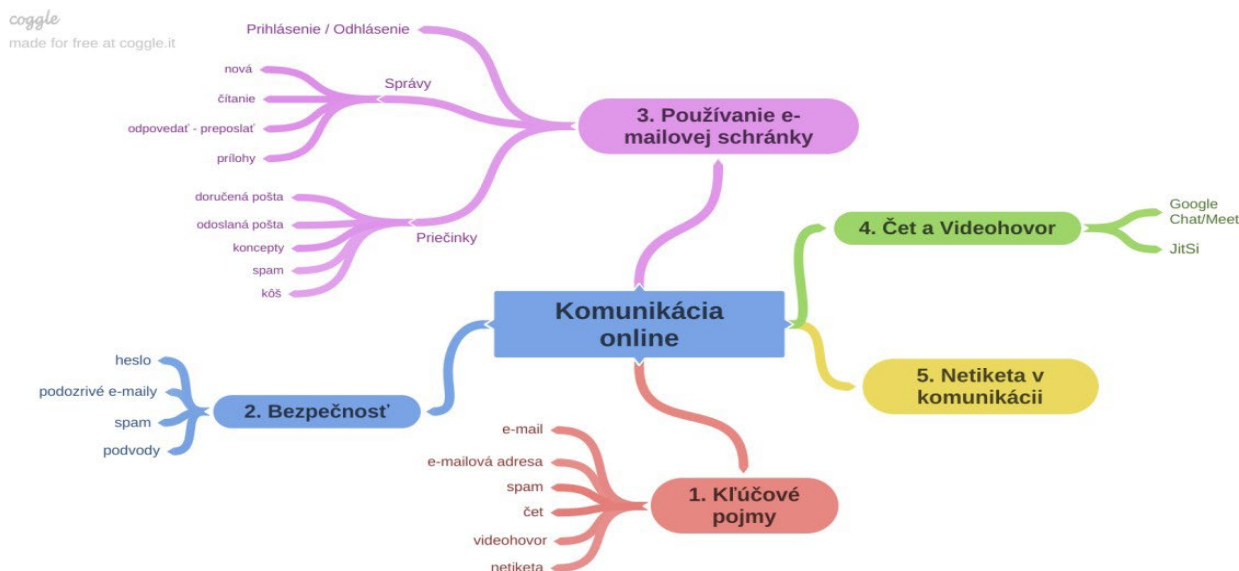 coggle
made for free at coggle.it
Prihlásenie / Odhlásenie
nová
čítanie
odpovedať - preposlať
prílohy
Správy
doručená pošta
odoslaná pošta
koncepty
spam
kôš
Priečinky
3. Používanie e-
mailovej schránky
4. Čet a Videohovor
Google
Chat/Meet
JitSi
Komunikácia
online
5. Netiketa v
komunikácii
heslo
podozrivé e-maily
spam
podvody
2. Bezpečnosť
e-mail
e-mailová adresa
spam
čet
videohovor
netiketa
1. Kľúčové
pojmy